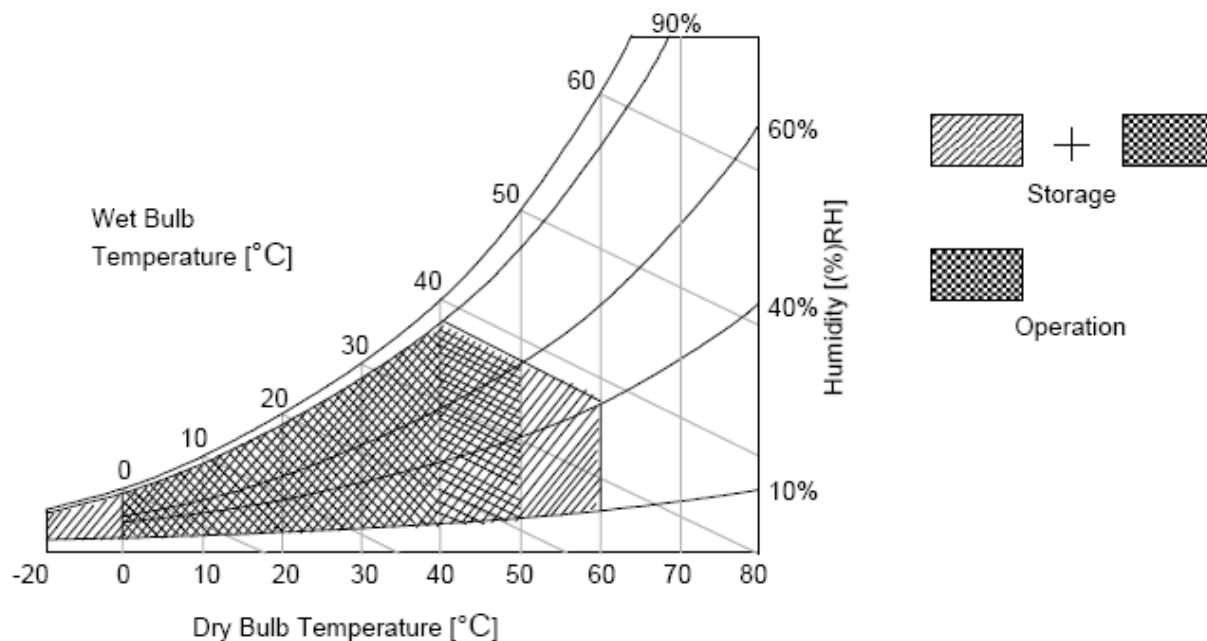 90%
60
60%
50
Wet Bulb
Temperature [°C]
40
30
20
10
0
Humidity [(%)RH]
40%
10%
-20 0 10 20 30 40 50 60 70 80
Dry Bulb Temperature [°C]
+
Storage
Operation